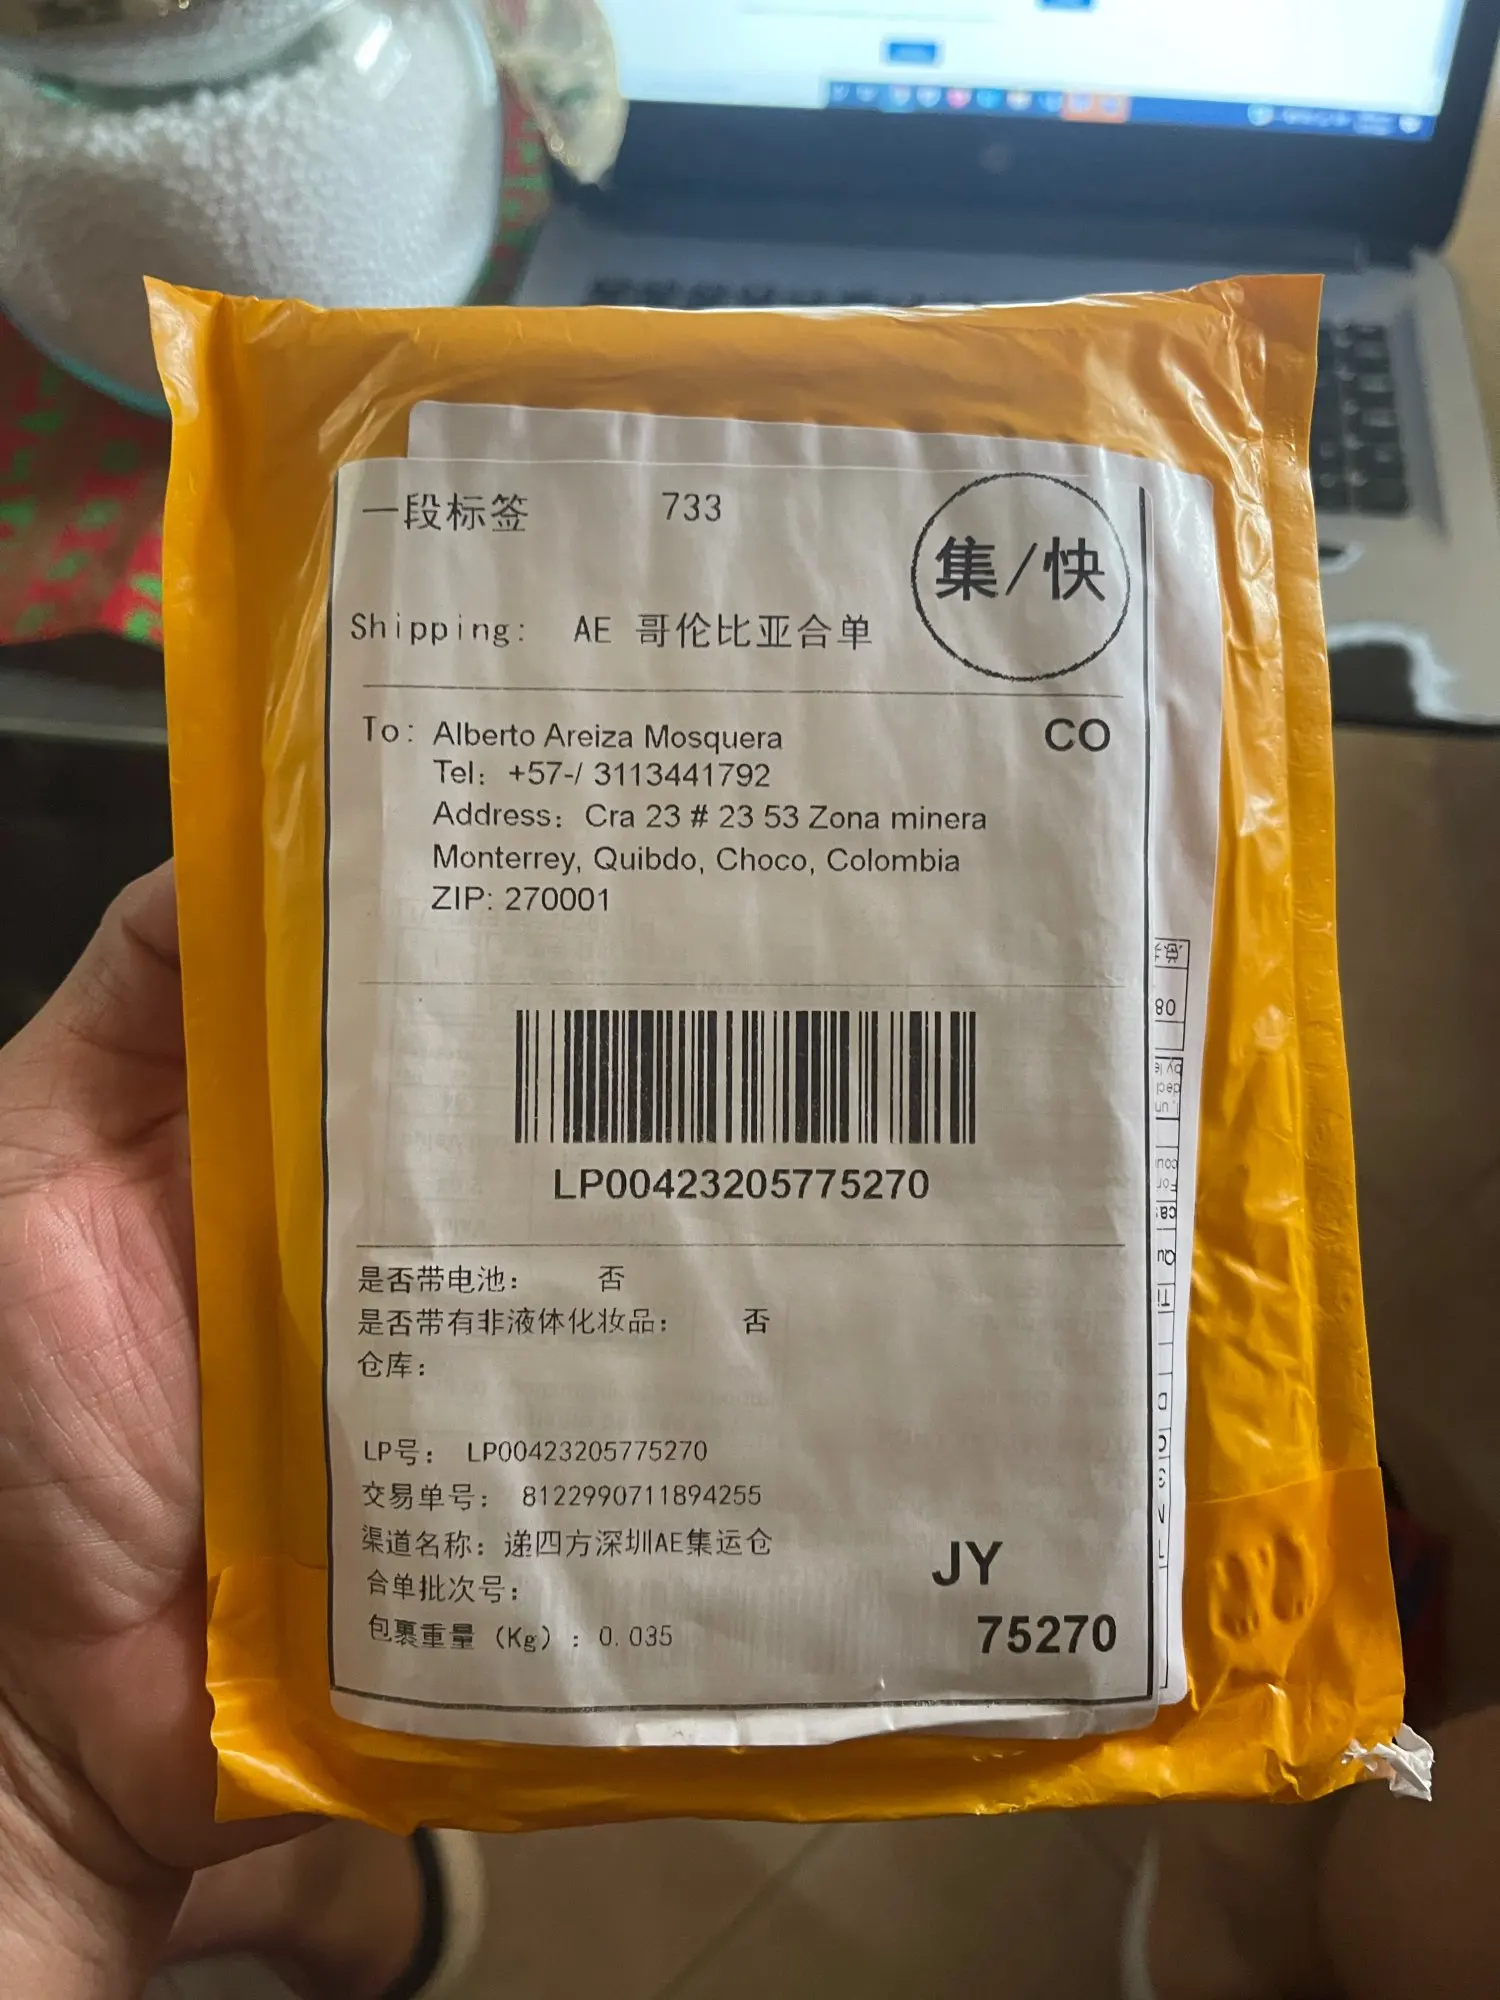 一段标签 733
集/快
Shipping: AE 哥伦比亚合单
To: Alberto Areiza Mosquera
CO
Tel: +57-/ 3113441792
Address: Cra 23 # 23 53 Zona minera
Monterrey, Quibdo, Choco, Colombia
ZIP: 270001
LP00423205775270
是否带电池: 否
是否带有非液体化妆品: 否
仓库:
LP号: LP00423205775270
交易单号: 8122990711894255
渠道名称: 递四方深圳AE集运仓
合单批次号:
包裹重量 (Kg) : 0.035
JY
75270
08